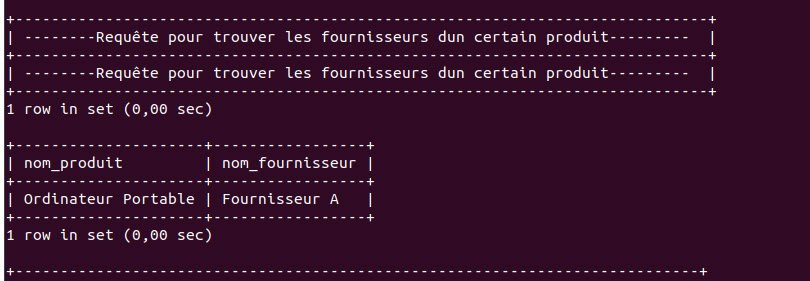 +-----------------------------------------------------------------------------+
| --------Requête pour trouver les fournisseurs dun certain produit---------  |
+-----------------------------------------------------------------------------+
| --------Requête pour trouver les fournisseurs dun certain produit---------  |
+-----------------------------------------------------------------------------+
1 row in set (0,00 sec)
+---------------------+-----------------+
| nom_produit         | nom_fournisseur |
+---------------------+-----------------+
| Ordinateur Portable | Fournisseur A   |
+---------------------+-----------------+
1 row in set (0,00 sec)
+----------------------------------------------------------------------------+